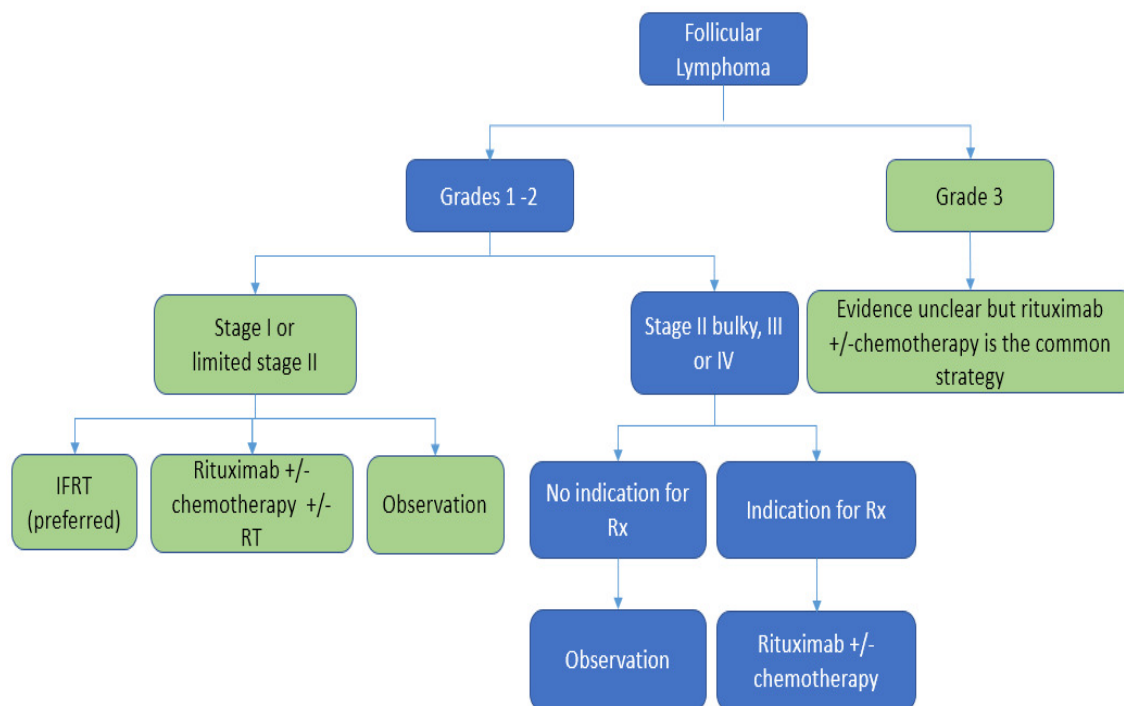 Follicular
Lymphoma
Grades 1 -2
Grade 3
Stage I or
limited stage II
Stage II bulky, III
or IV
Evidence unclear but rituximab
+/-chemotherapy is the common
strategy
IFRT
(preferred)
Rituximab +/-
chemotherapy +/-
RT
Observation
No indication for
Rx
Indication for Rx
Observation
Rituximab +/-
chemotherapy